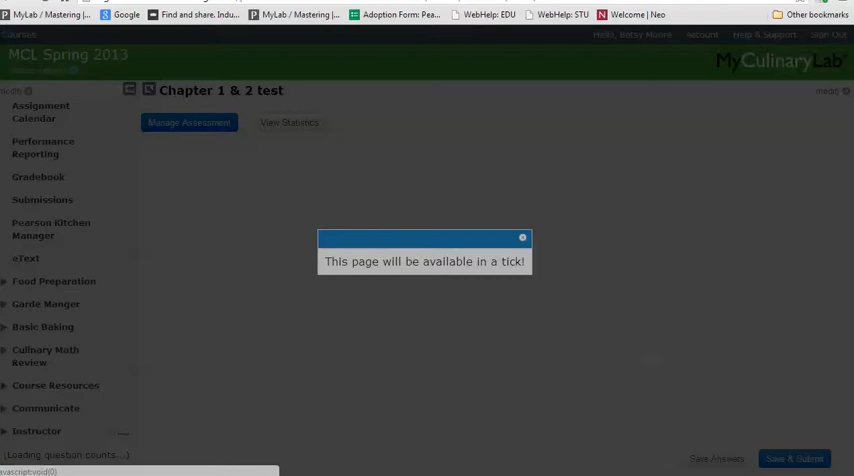 MyLab / Mastering |...
Google
Find and share. Indu...
MyLab / Mastering |...
Adoption Form: Pea...
WebHelp: EDU
WebHelp: STU
Welcome | Neo
Other bookmarks
Courses
Hello, Betsy Moore
Account
Help & Support
Sign Out
MCL Spring 2013
MyCulinaryLab
Chapter 1 & 2 test
Manage Assessment
View Statistics
Assignment
Calendar
Performance
Reporting
Gradebook
Submissions
Pearson Kitchen
Manager
eText
Food Preparation
Garde Manger
Basic Baking
Culinary Math
Review
Course Resources
Communicate
Instructor
This page will be available in a tick!
(Loading question counts...)
Save Answers
Save & Submit
avascript:void(0)